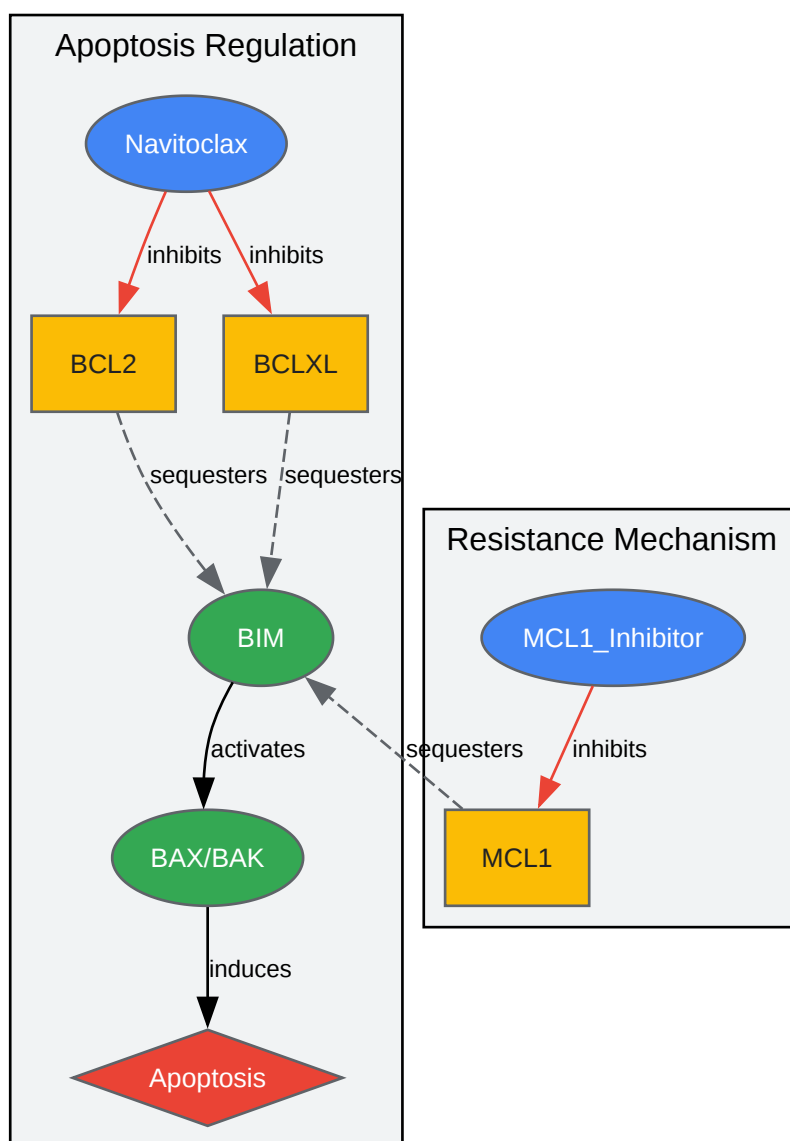 Apoptosis Regulation
Navitoclax
inhibits
inhibits
BCL2
BCLXL
sequesters
sequesters
Resistance Mechanism
BIM
MCL1_Inhibitor
activates
sequesters
inhibits
BAX/BAK
MCL1
induces
Apoptosis